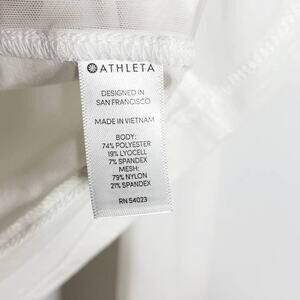 ATHLETA
DESIGNED IN
SAN FRANCISCO
MADE IN VIETNAM
BODY:
74% POLYESTER
19% LYOCELL
7% SPANDEX
MESH:
79% NYLON
21% SPANDEX
RN 54023